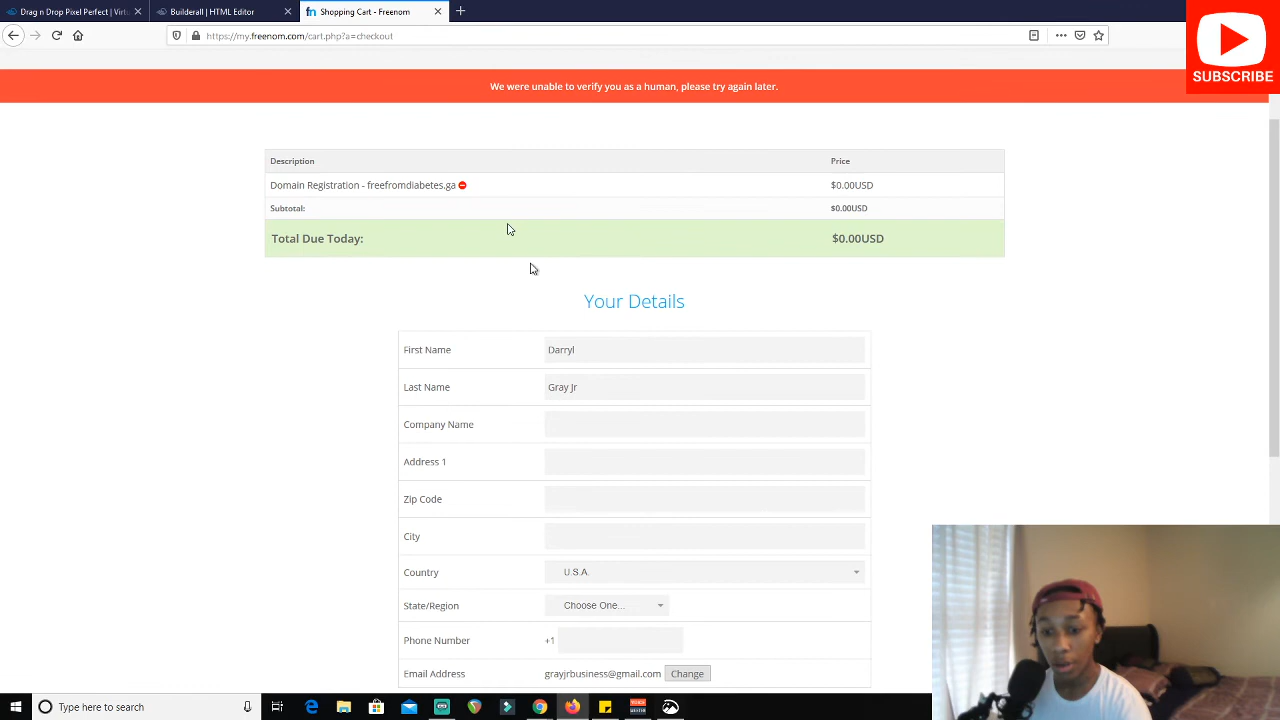 Drag n Drop Pixel Perfect | Virtu
Builderall | HTML Editor
fn Shopping Cart - Freenom
https://my.freenom.com/cart.php?a=checkout
SUBSCRIBE
We were unable to verify you as a human, please try again later.
Description Price
Domain Registration - freefromdiabetes.ga $0.00USD
Subtotal: $0.00USD
Total Due Today: $0.00USD
Your Details
First Name Darryl
Last Name Gray Jr
Company Name
Address 1
Zip Code
City
Country U.S.A.
State/Region Choose One...
Phone Number +1
Email Address grayjrbusiness@gmail.com Change
Type here to search